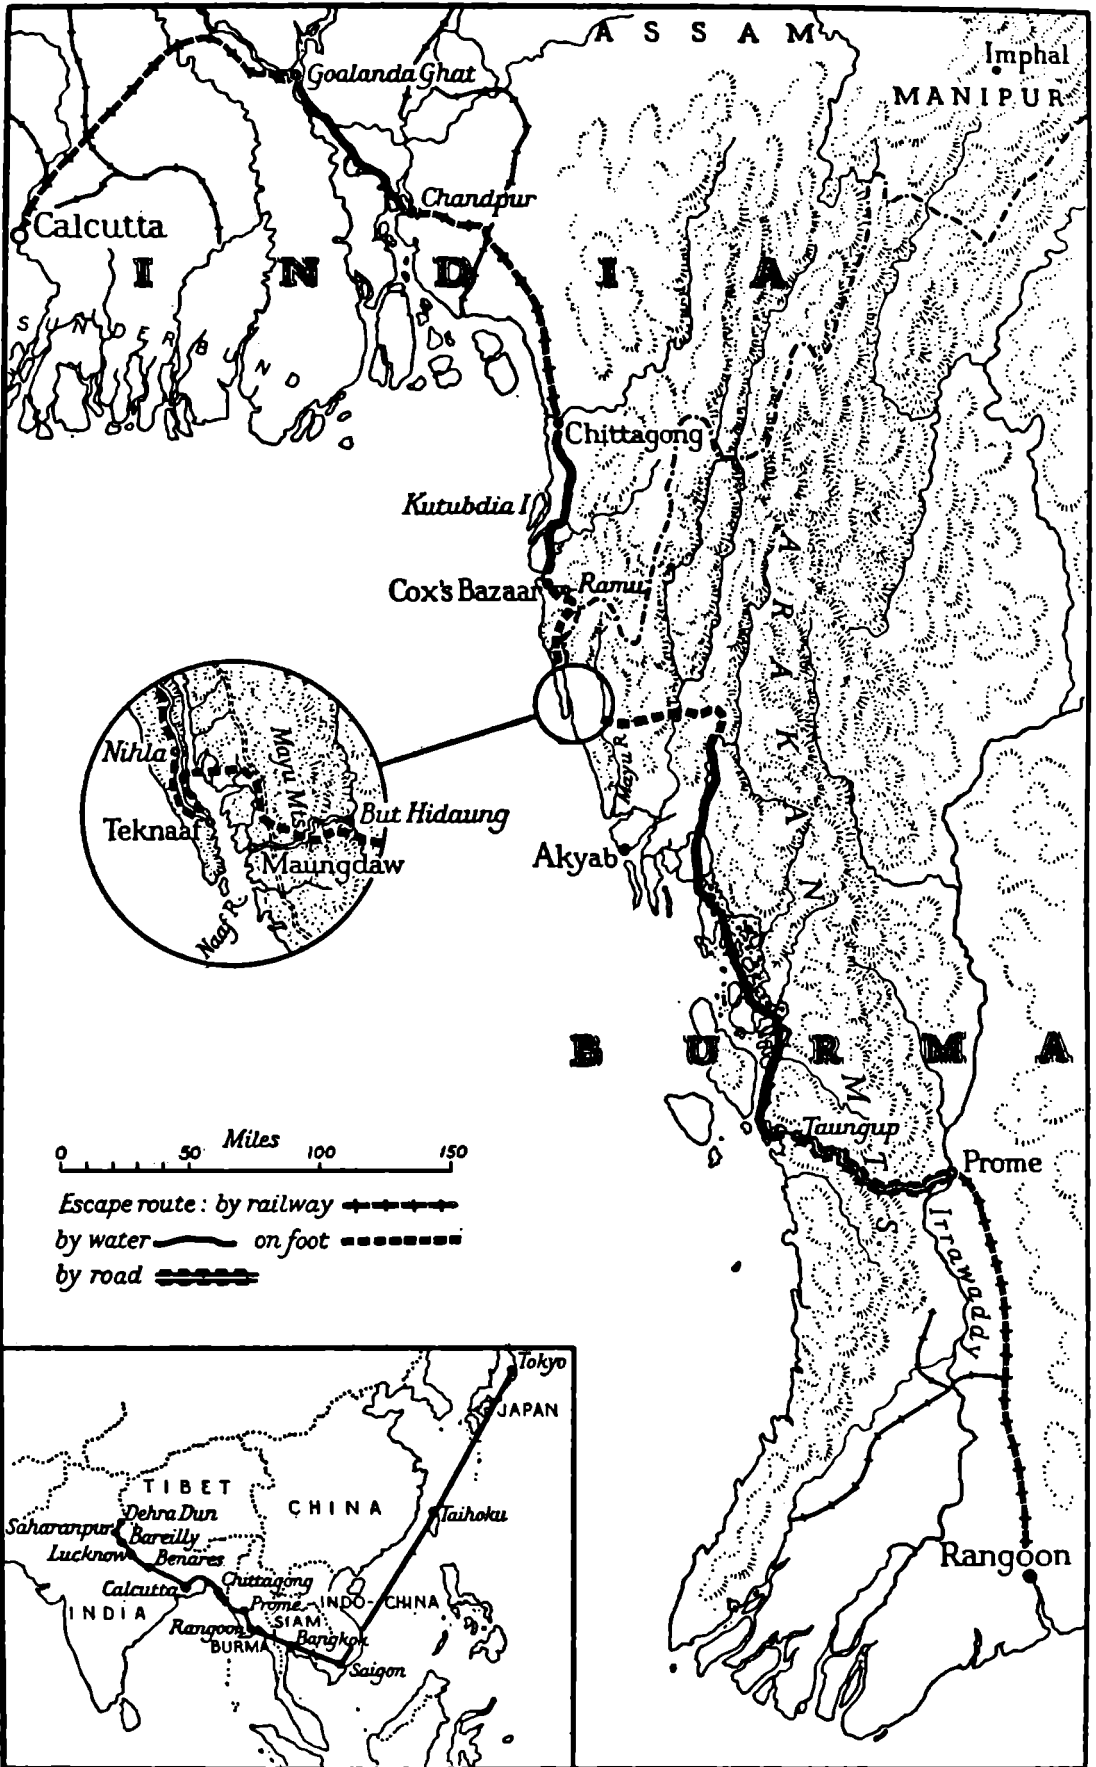 ASSAM
Imphal
MANIPUR
Goalanda Ghat
Chandpur
Calcutta
INDIA
SUNDERBUND
Chittagong
Kutubdia I
Cox's Bazaar
Ramu
ARAKAN MTS.
Mayu R.
Akyab
Nihla
Mayu Mts.
But Hidaung
Teknaaf
Maungdaw
Naaf R.
BURMA
Taungup
Prome
Irrawaddy
Rangoon
Miles
0 50 100 150
Escape route: by railway
by water on foot
by road
Tokyo
JAPAN
TIBET
CHINA
Taihoku
Dehra Dun
Saharanpur
Bareilly
Lucknow
Benares
Calcutta
Chittagong
Prome
INDO-CHINA
INDIA
SIAM
Rangoon
BURMA
Bangkok
Saigon